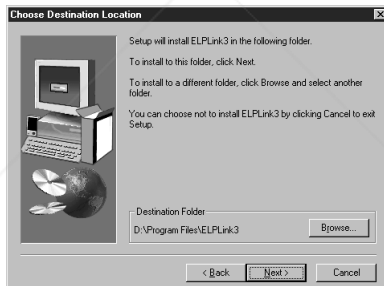 Choose Destination Location
Setup will install ELPLink3 in the following folder.
To install to this folder, click Next.
To install to a different folder, click Browse and select another
folder.
You can choose not to install ELPLink3 by clicking Cancel to exit
Setup.
Destination Folder
D:\Program Files\ELPLink3
Browse...
< Back
Next >
Cancel